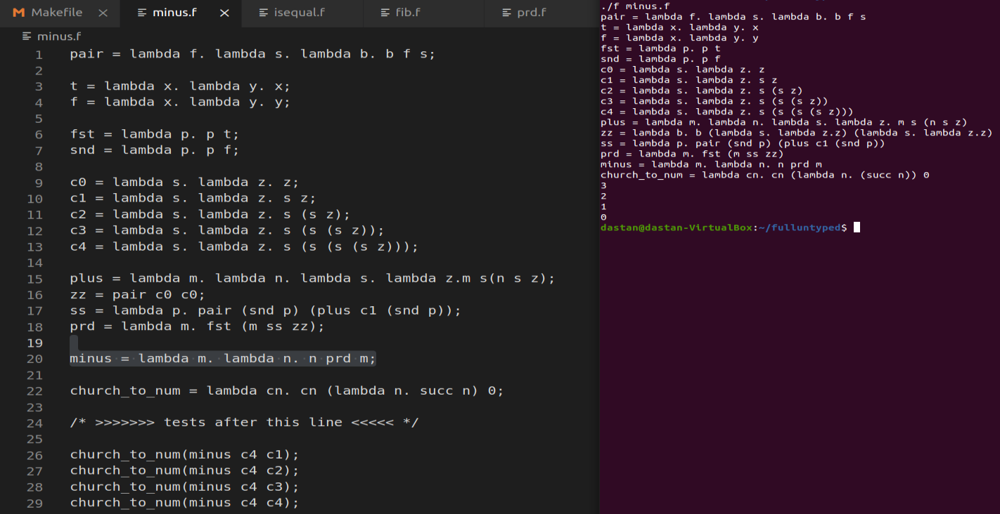 Makefile
minus.f
isequal.f
fib.f
prd.f
minus.f
1 pair = lambda f. lambda s. lambda b. b f s;
2
3 t = lambda x. lambda y. x;
4 f = lambda x. lambda y. y;
5
6 fst = lambda p. p t;
7 snd = lambda p. p f;
8
9 c0 = lambda s. lambda z. z;
10 c1 = lambda s. lambda z. s z;
11 c2 = lambda s. lambda z. s (s z);
12 c3 = lambda s. lambda z. s (s (s z));
13 c4 = lambda s. lambda z. s (s (s (s z)));
14
15 plus = lambda m. lambda n. lambda s. lambda z.m s(n s z);
16 zz = pair c0 c0;
17 ss = lambda p. pair (snd p) (plus c1 (snd p));
18 prd = lambda m. fst (m ss zz);
19
20 minus = lambda m. lambda n. n prd m;
21
22 church_to_num = lambda cn. cn (lambda n. succ n) 0;
23
24 /* >>>>>>> tests after this line <<<<< */
25
26 church_to_num(minus c4 c1);
27 church_to_num(minus c4 c2);
28 church_to_num(minus c4 c3);
29 church_to_num(minus c4 c4);
./f minus.f
pair = lambda f. lambda s. lambda b. b f s
t = lambda x. lambda y. x
f = lambda x. lambda y. y
fst = lambda p. p t
snd = lambda p. p f
c0 = lambda s. lambda z. z
c1 = lambda s. lambda z. s z
c2 = lambda s. lambda z. s (s z)
c3 = lambda s. lambda z. s (s (s z))
c4 = lambda s. lambda z. s (s (s (s z)))
plus = lambda m. lambda n. lambda s. lambda z. m s (n s z)
zz = lambda b. b (lambda s. lambda z.z) (lambda s. lambda z.z)
ss = lambda p. pair (snd p) (plus c1 (snd p))
prd = lambda m. fst (m ss zz)
minus = lambda m. lambda n. n prd m
church_to_num = lambda cn. cn (lambda n. (succ n)) 0
3
2
1
0
dastan@dastan-VirtualBox:~/fulluntyped$